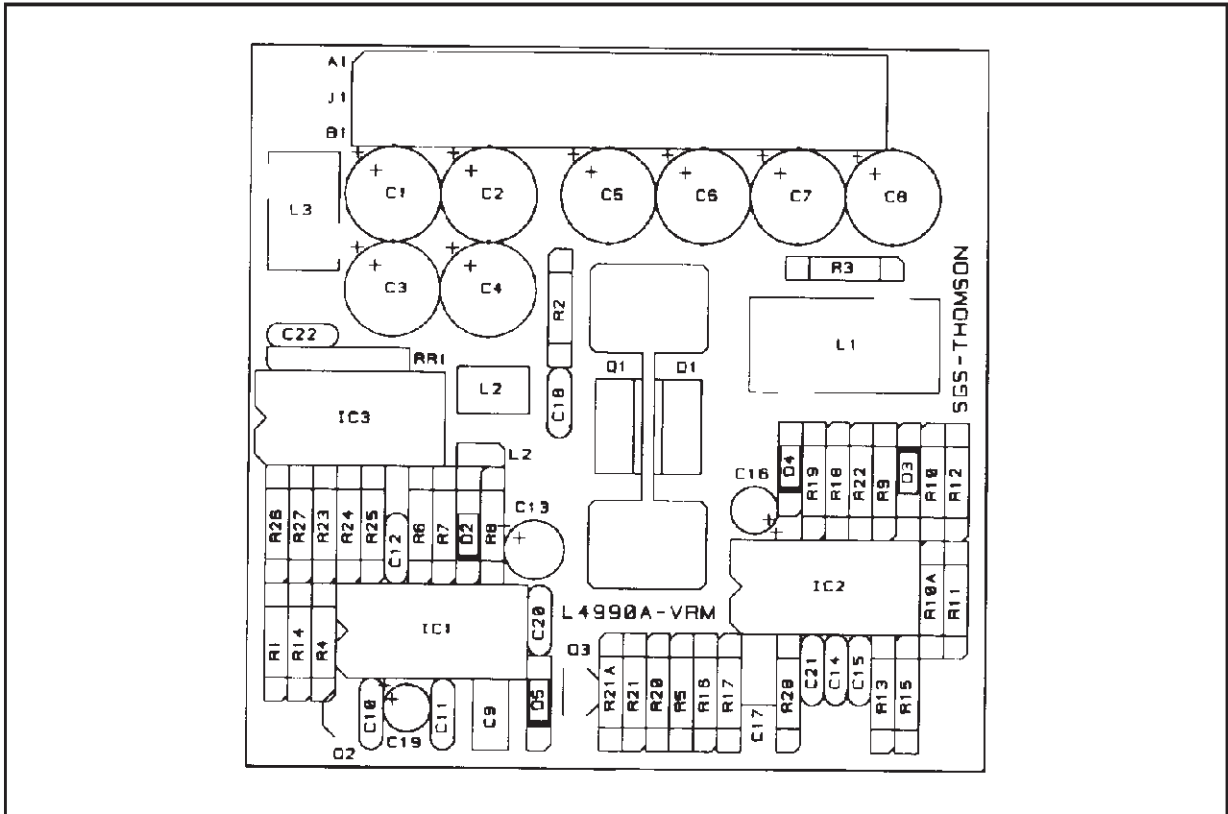 A1
J1
B1
C1
C2
C5
C6
C7
C8
L3
C3
C4
R3
R2
L1
SGS-THOMSON
C22
RR1
Q1
D1
L2
C18
IC3
L2
C16
D4
R19
R18
R22
R9
D3
R10
R12
C13
R26
R27
R23
R24
R25
C12
R6
R7
D2
R8
IC2
R10A
R11
L4990A-VRM
IC1
C20
Q3
R1
R14
R4
R21A
R21
R20
R5
R16
R17
R28
C21
C14
C15
R13
R15
C10
C19
C11
C9
D5
C17
Q2